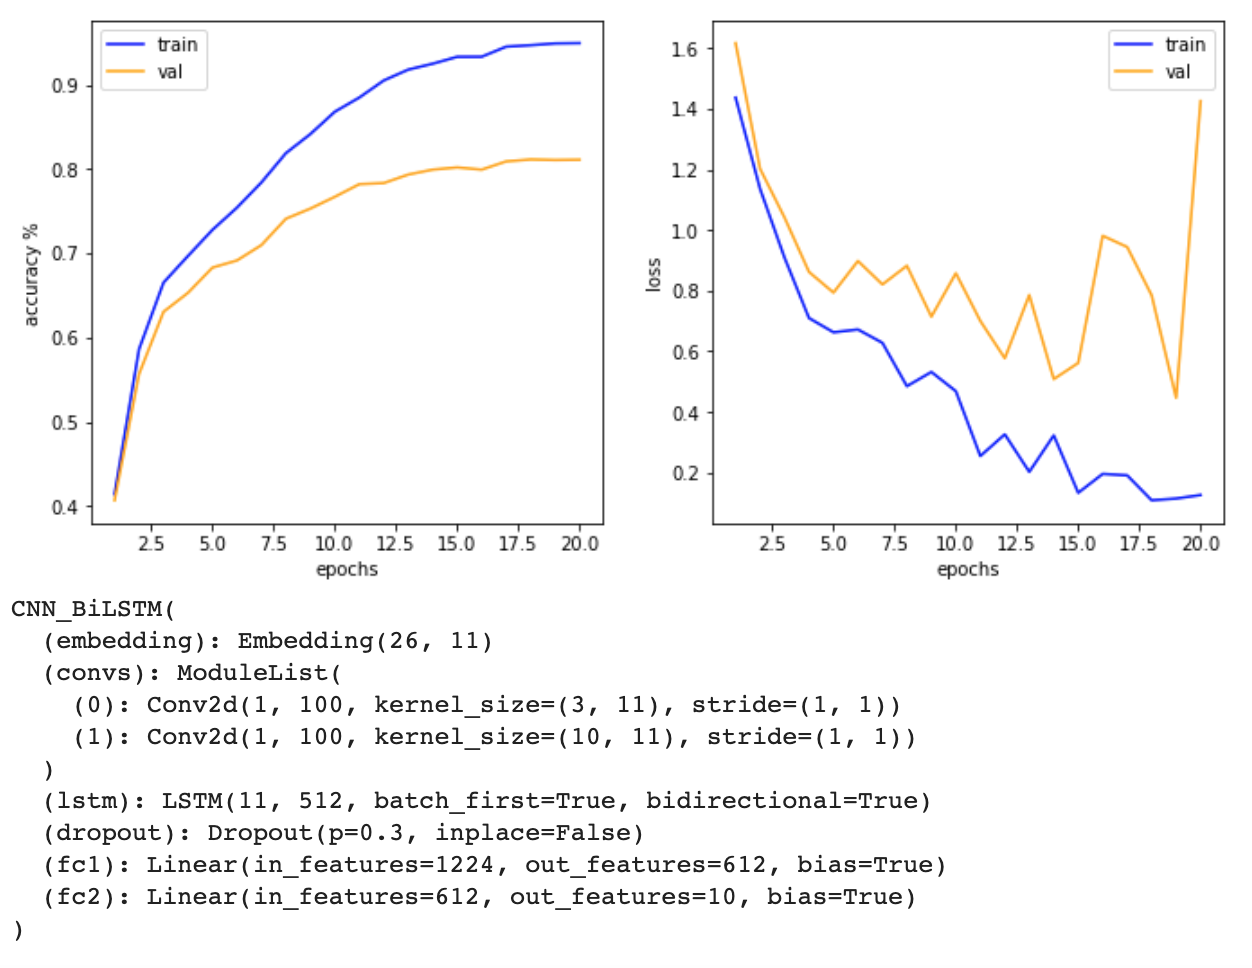 train
val
accuracy %
0.9
0.8
0.7
0.6
0.5
0.4
2.5 5.0 7.5 10.0 12.5 15.0 17.5 20.0
epochs
train
val
loss
1.6
1.4
1.2
1.0
0.8
0.6
0.4
0.2
2.5 5.0 7.5 10.0 12.5 15.0 17.5 20.0
epochs
CNN_BiLSTM(
  (embedding): Embedding(26, 11)
  (convs): ModuleList(
    (0): Conv2d(1, 100, kernel_size=(3, 11), stride=(1, 1))
    (1): Conv2d(1, 100, kernel_size=(10, 11), stride=(1, 1))
  )
  (lstm): LSTM(11, 512, batch_first=True, bidirectional=True)
  (dropout): Dropout(p=0.3, inplace=False)
  (fc1): Linear(in_features=1224, out_features=612, bias=True)
  (fc2): Linear(in_features=612, out_features=10, bias=True)
)